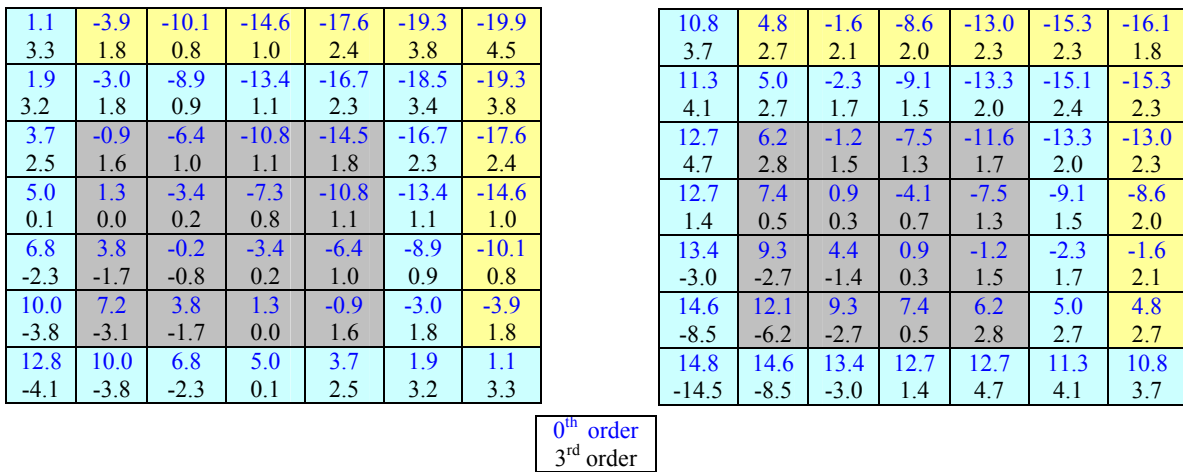 1.1 -3.9 -10.1 -14.6 -17.6 -19.3 -19.9
3.3 1.8 0.8 1.0 2.4 3.8 4.5
1.9 -3.0 -8.9 -13.4 -16.7 -18.5 -19.3
3.2 1.8 0.9 1.1 2.3 3.4 3.8
3.7 -0.9 -6.4 -10.8 -14.5 -16.7 -17.6
2.5 1.6 1.0 1.1 1.8 2.3 2.4
5.0 1.3 -3.4 -7.3 -10.8 -13.4 -14.6
0.1 0.0 0.2 0.8 1.1 1.1 1.0
6.8 3.8 -0.2 -3.4 -6.4 -8.9 -10.1
-2.3 -1.7 -0.8 0.2 1.0 0.9 0.8
10.0 7.2 3.8 1.3 -0.9 -3.0 -3.9
-3.8 -3.1 -1.7 0.0 1.6 1.8 1.8
12.8 10.0 6.8 5.0 3.7 1.9 1.1
-4.1 -3.8 -2.3 0.1 2.5 3.2 3.3
10.8 4.8 -1.6 -8.6 -13.0 -15.3 -16.1
3.7 2.7 2.1 2.0 2.3 2.3 1.8
11.3 5.0 -2.3 -9.1 -13.3 -15.1 -15.3
4.1 2.7 1.7 1.5 2.0 2.4 2.3
12.7 6.2 -1.2 -7.5 -11.6 -13.3 -13.0
4.7 2.8 1.5 1.3 1.7 2.0 2.3
12.7 7.4 0.9 -4.1 -7.5 -9.1 -8.6
1.4 0.5 0.3 0.7 1.3 1.5 2.0
13.4 9.3 4.4 0.9 -1.2 -2.3 -1.6
-3.0 -2.7 -1.4 0.3 1.5 1.7 2.1
14.6 12.1 9.3 7.4 6.2 5.0 4.8
-8.5 -6.2 -2.7 0.5 2.8 2.7 2.7
14.8 14.6 13.4 12.7 12.7 11.3 10.8
-14.5 -8.5 -3.0 1.4 4.7 4.1 3.7
0th order
3rd order